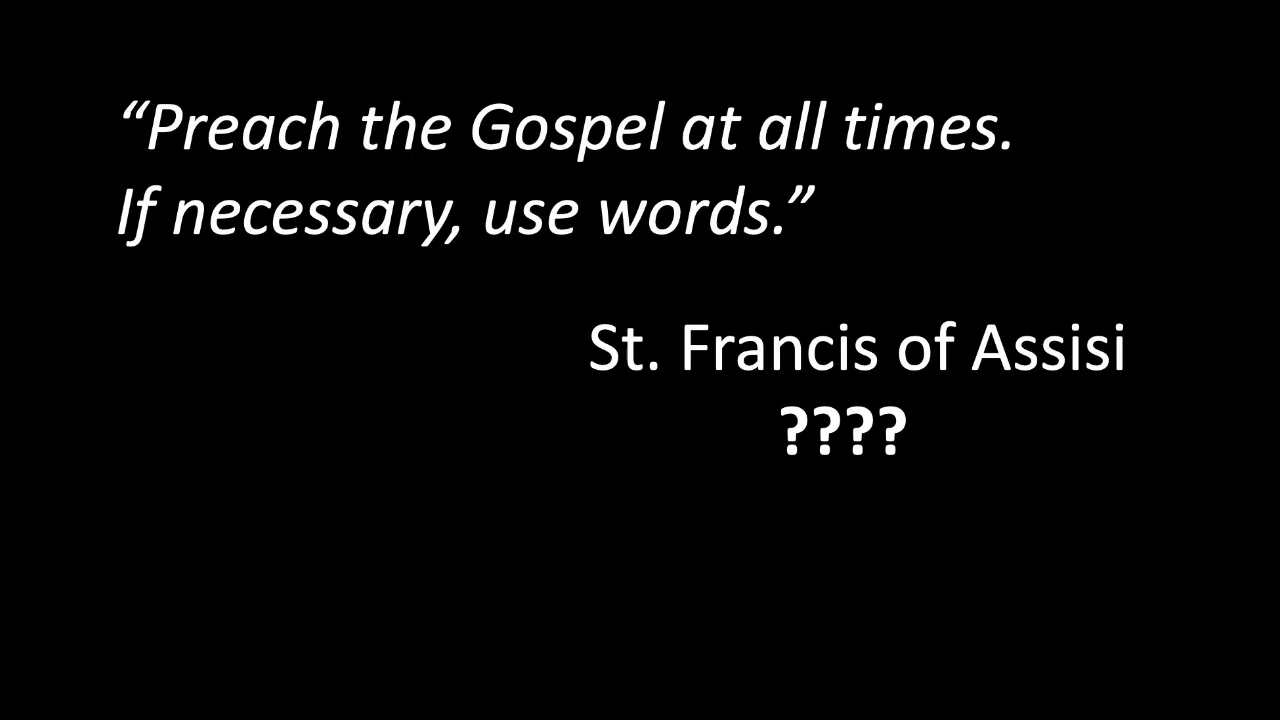 “Preach the Gospel at all times.
If necessary, use words.”
St. Francis of Assisi
????